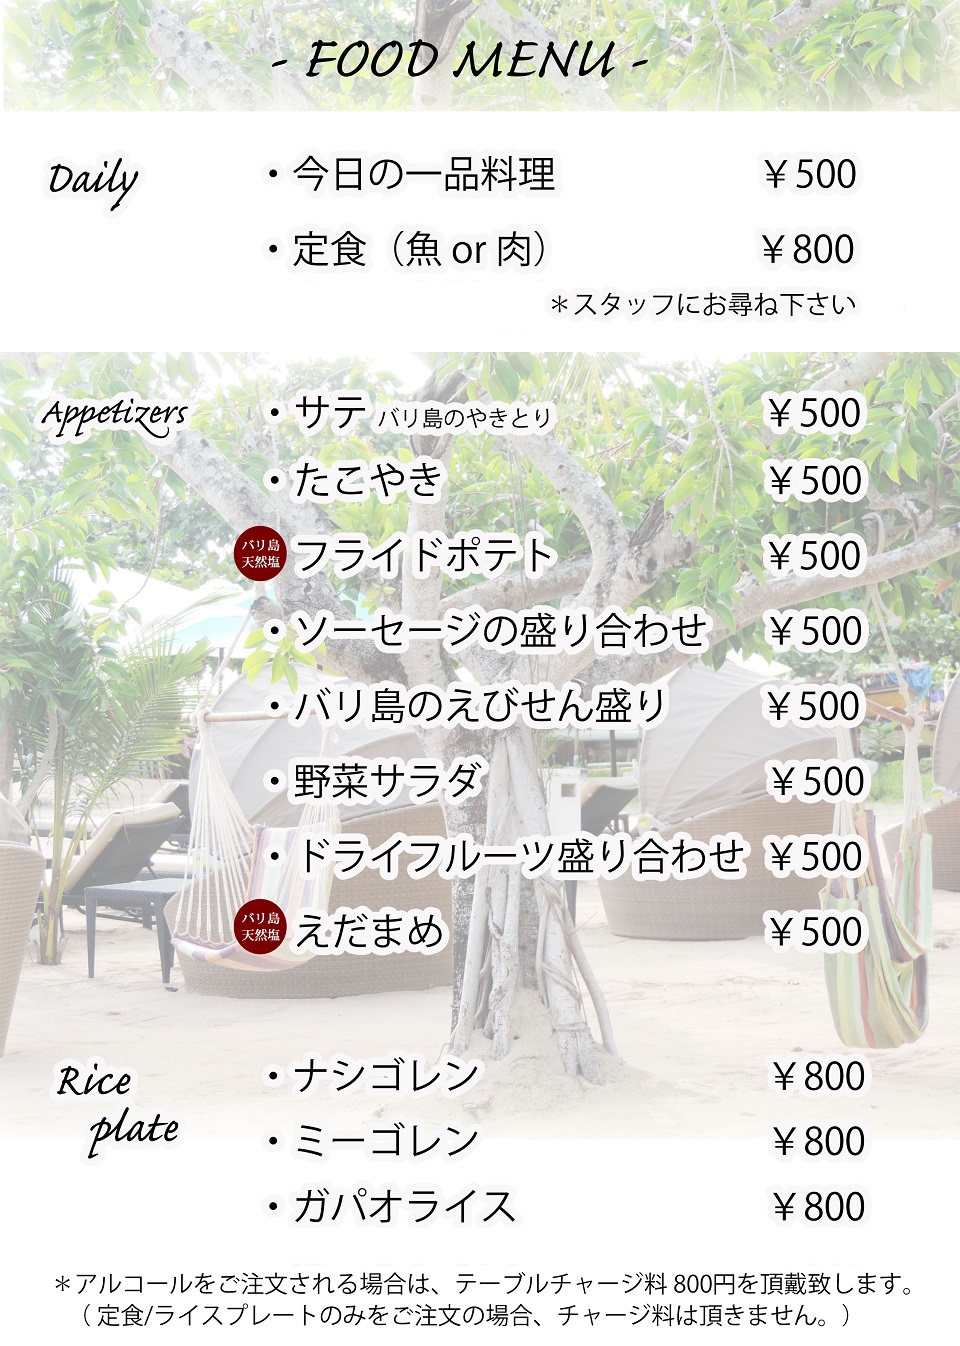 - FOOD MENU -
Daily
・今日の一品料理 ￥500
・定食（魚 or 肉） ￥800
＊スタッフにお尋ね下さい
Appetizers
・サテ バリ島のやきとり ￥500
・たこやき ￥500
バリ島
天然塩
フライドポテト ￥500
・ソーセージの盛り合わせ ￥500
・バリ島のえびせん盛り ￥500
・野菜サラダ ￥500
・ドライフルーツ盛り合わせ ￥500
バリ島
天然塩
えだまめ ￥500
Rice
plate
・ナシゴレン ￥800
・ミーゴレン ￥800
・ガパオライス ￥800
＊アルコールをご注文される場合は、テーブルチャージ料 800円を頂戴致します。
（ 定食/ライスプレートのみをご注文の場合、チャージ料は頂きません。）